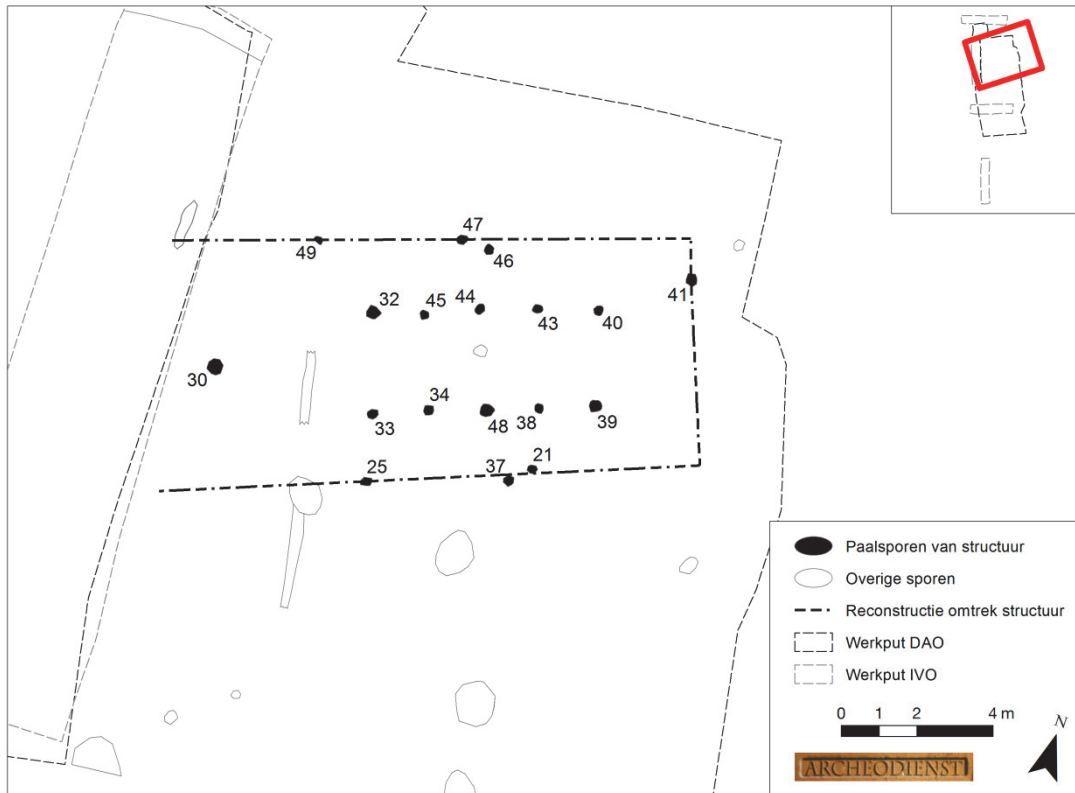 47
49
46
41
32
45
44
43
40
30
34
33
48
38
39
25
37
21
Paalsporen van structuur
Overige sporen
Reconstructie omtrek structuur
Werkput DAO
Werkput IVO
0 1 2 4 m
N
ARCHEODIENST